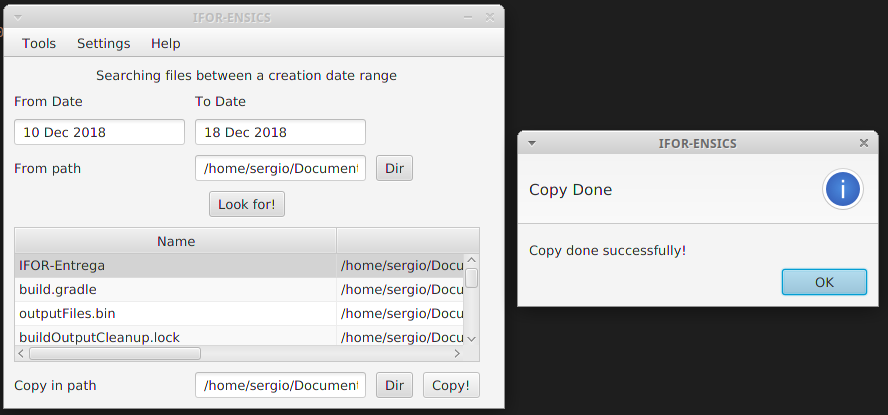 IFOR-ENSICS
Tools Settings Help
Searching files between a creation date range
From Date To Date
10 Dec 2018 18 Dec 2018
From path /home/sergio/Document Dir
Look for!
Name
IFOR-Entrega /home/sergio/Docu
build.gradle /home/sergio/Docu
outputFiles.bin /home/sergio/Docu
buildOutputCleanup.lock /home/sergio/Docu
Copy in path /home/sergio/Document Dir Copy!
IFOR-ENSICS
Copy Done
i
Copy done successfully!
OK